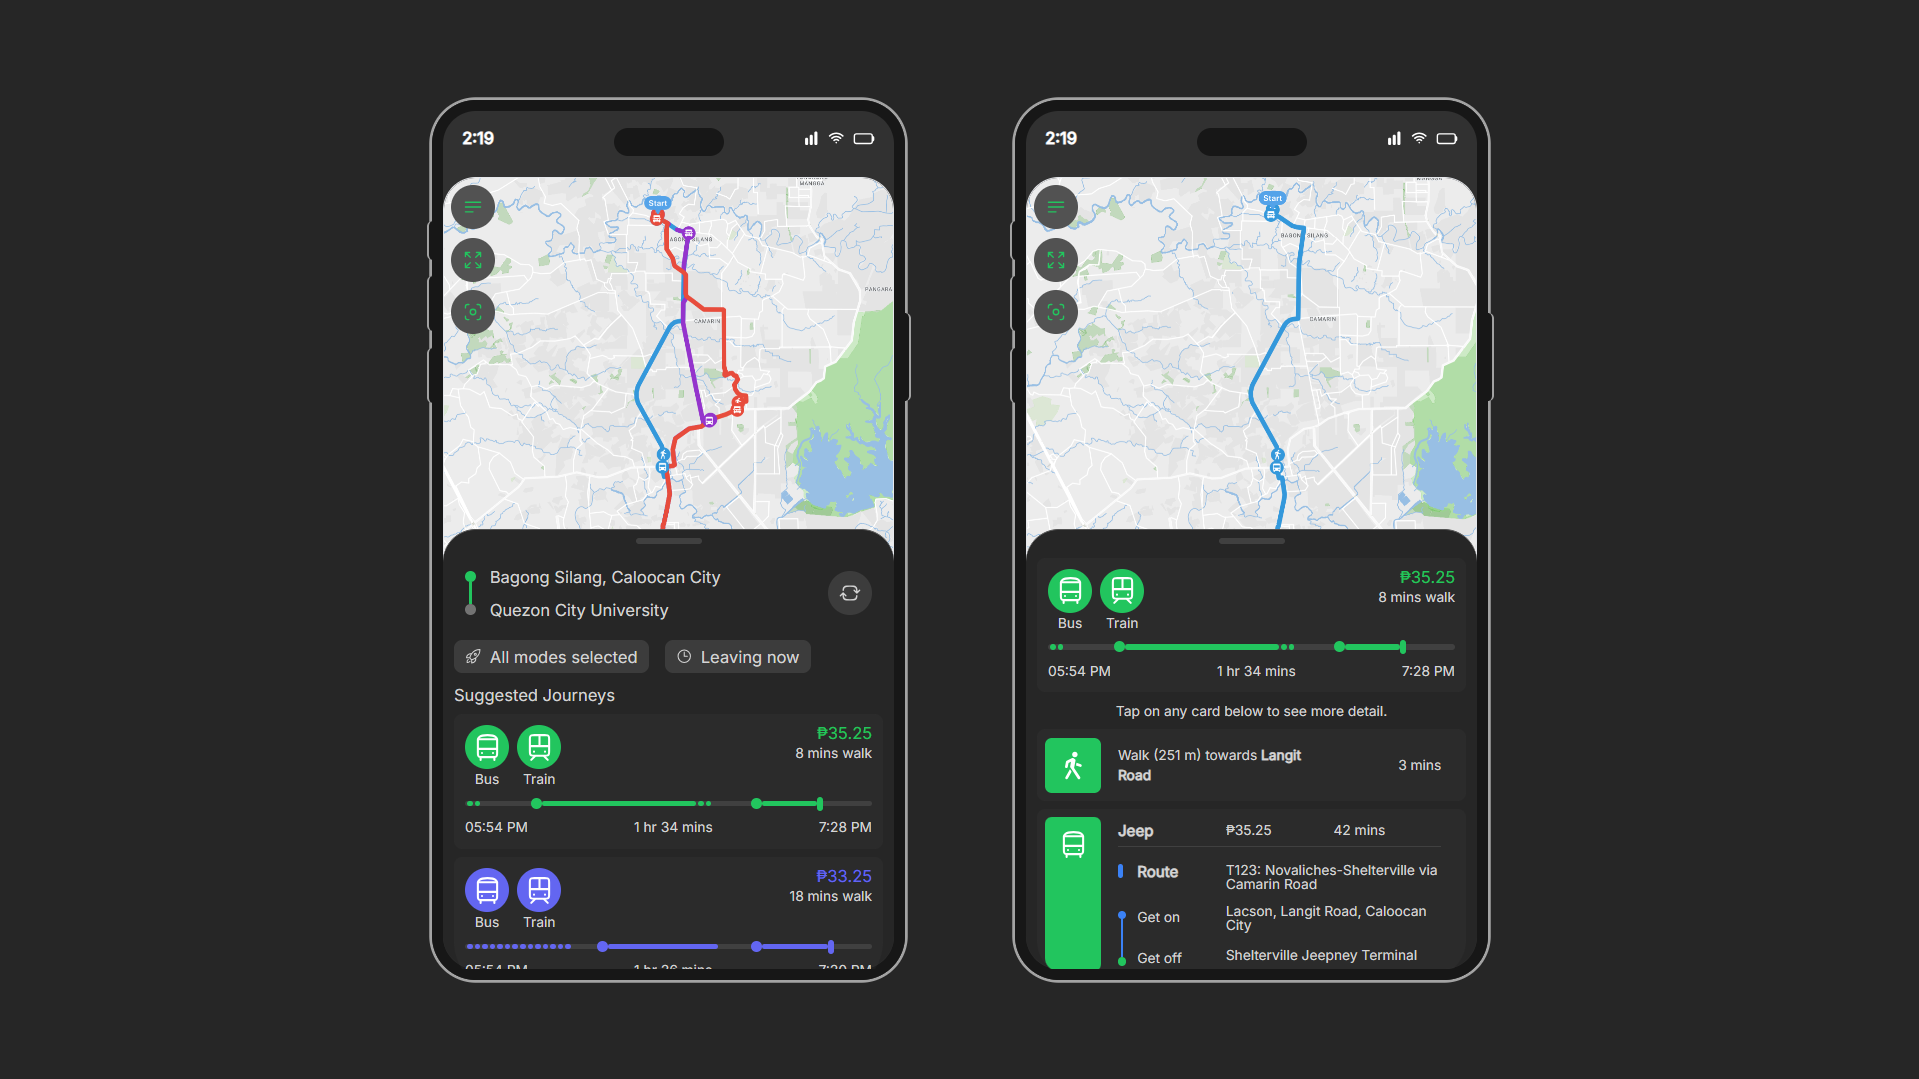 2:19
MANGGA
Start
BAGONG SILANG
PANGARA
CAMARIN
Bagong Silang, Caloocan City
Quezon City University
All modes selected
Leaving now
Suggested Journeys
₱35.25
8 mins walk
Bus Train
05:54 PM 1 hr 34 mins 7:28 PM
₱33.25
18 mins walk
Bus Train
2:19
Start
BAGONG SILANG
CAMARIN
₱35.25
8 mins walk
Bus Train
05:54 PM 1 hr 34 mins 7:28 PM
Tap on any card below to see more detail.
Walk (251 m) towards Langit
Road
3 mins
Jeep ₱35.25 42 mins
Route T123: Novaliches-Shelterville via
Camarin Road
Get on Lacson, Langit Road, Caloocan
City
Get off Shelterville Jeepney Terminal